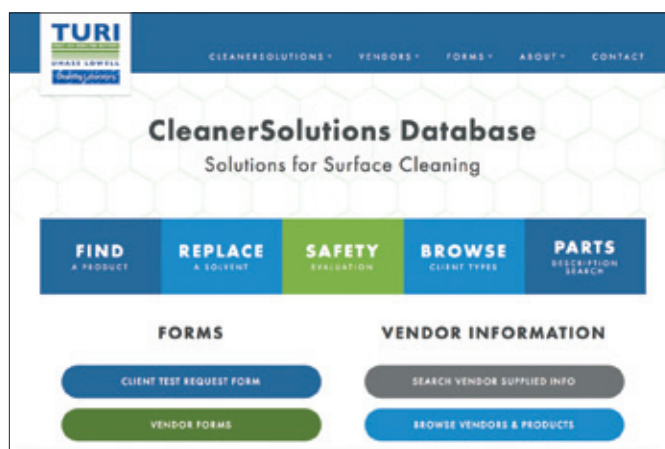 TURI
UMASS LOWELL
Cleaning Laboratory
CLEANERSOLUTIONS VENDORS FORMS ABOUT CONTACT
CleanerSolutions Database
Solutions for Surface Cleaning
FIND
A PRODUCT
REPLACE
A SOLVENT
SAFETY
EVALUATION
BROWSE
CLIENT TYPES
PARTS
DESCRIPTION
SEARCH
FORMS
CLIENT TEST REQUEST FORM
VENDOR FORMS
VENDOR INFORMATION
SEARCH VENDOR SUPPLIED INFO
BROWSE VENDORS & PRODUCTS